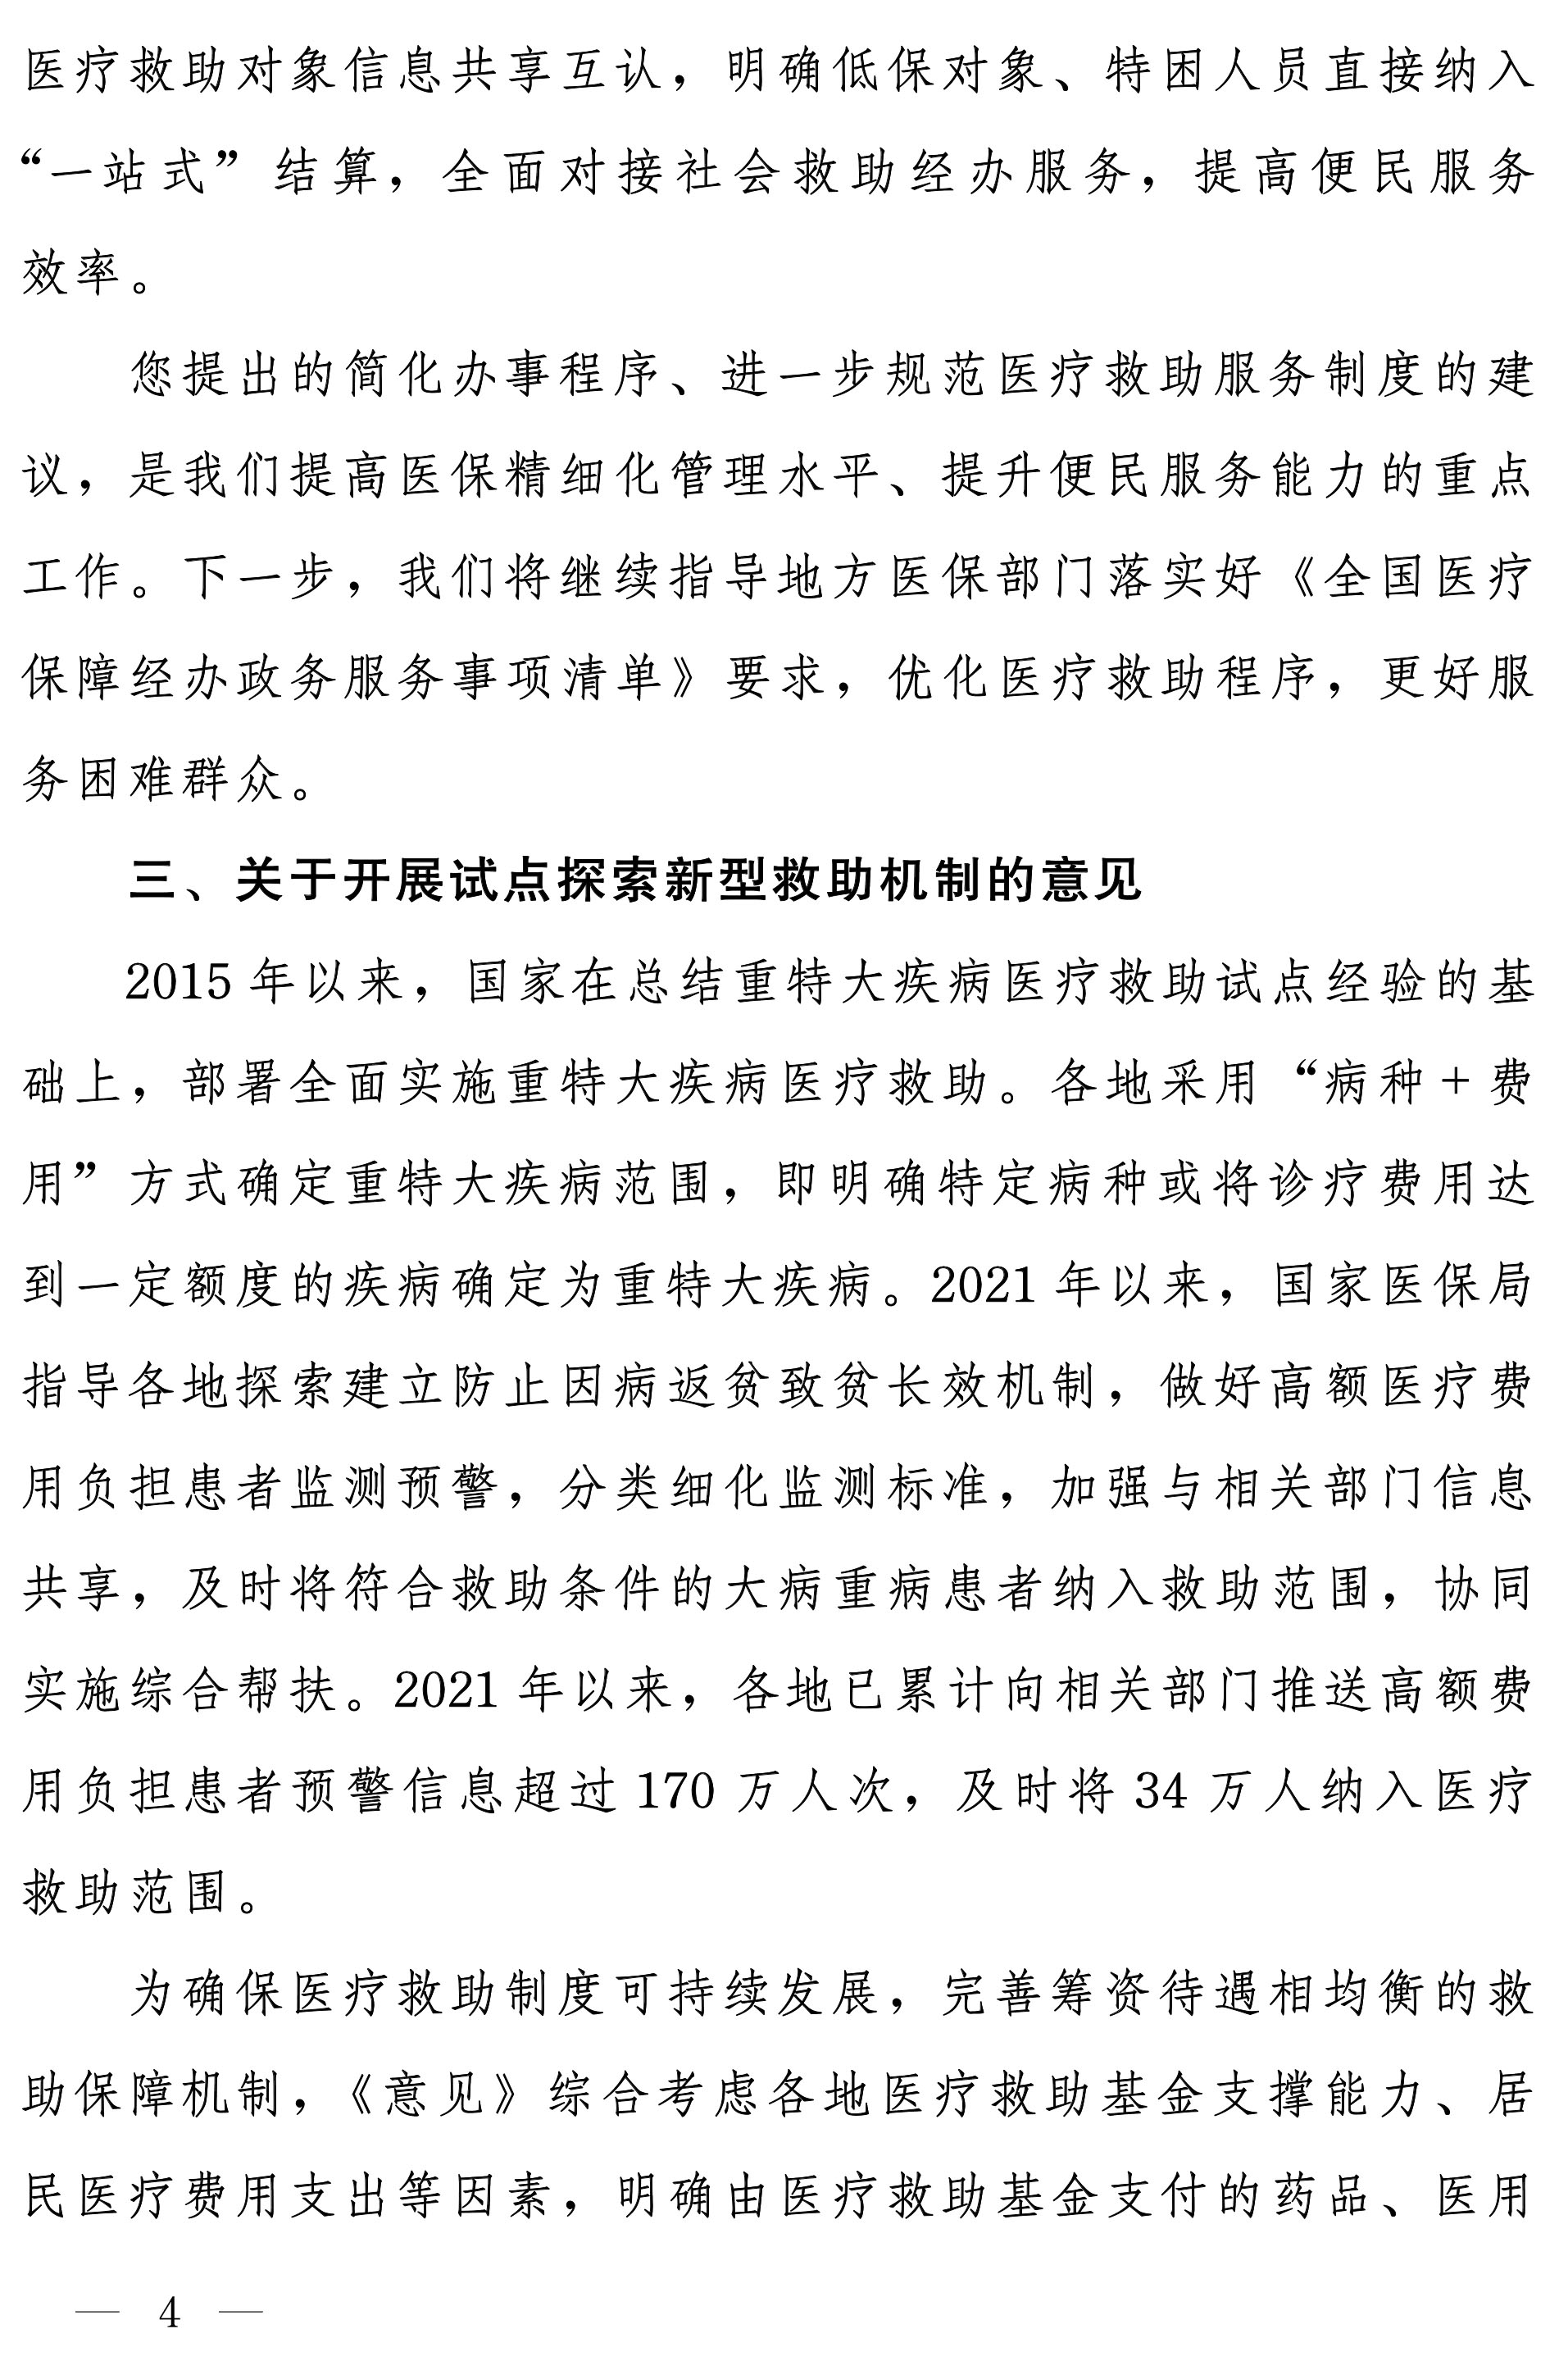 医疗救助对象信息共享互认，明确低保对象、特困人员直接纳入
“一站式”结算，全面对接社会救助经办服务，提高便民服务
效率。
您提出的简化办事程序、进一步规范医疗救助服务制度的建
议，是我们提高医保精细化管理水平、提升便民服务能力的重点
工作。下一步，我们将继续指导地方医保部门落实好《全国医疗
保障经办政务服务事项清单》要求，优化医疗救助程序，更好服
务困难群众。
三、关于开展试点探索新型救助机制的意见
2015 年以来，国家在总结重特大疾病医疗救助试点经验的基
础上，部署全面实施重特大疾病医疗救助。各地采用“病种＋费
用”方式确定重特大疾病范围，即明确特定病种或将诊疗费用达
到一定额度的疾病确定为重特大疾病。2021 年以来，国家医保局
指导各地探索建立防止因病返贫致贫长效机制，做好高额医疗费
用负担患者监测预警，分类细化监测标准，加强与相关部门信息
共享，及时将符合救助条件的大病重病患者纳入救助范围，协同
实施综合帮扶。2021 年以来，各地已累计向相关部门推送高额费
用负担患者预警信息超过 170 万人次，及时将 34 万人纳入医疗
救助范围。
为确保医疗救助制度可持续发展，完善筹资待遇相均衡的救
助保障机制，《意见》综合考虑各地医疗救助基金支撑能力、居
民医疗费用支出等因素，明确由医疗救助基金支付的药品、医用
— 4 —